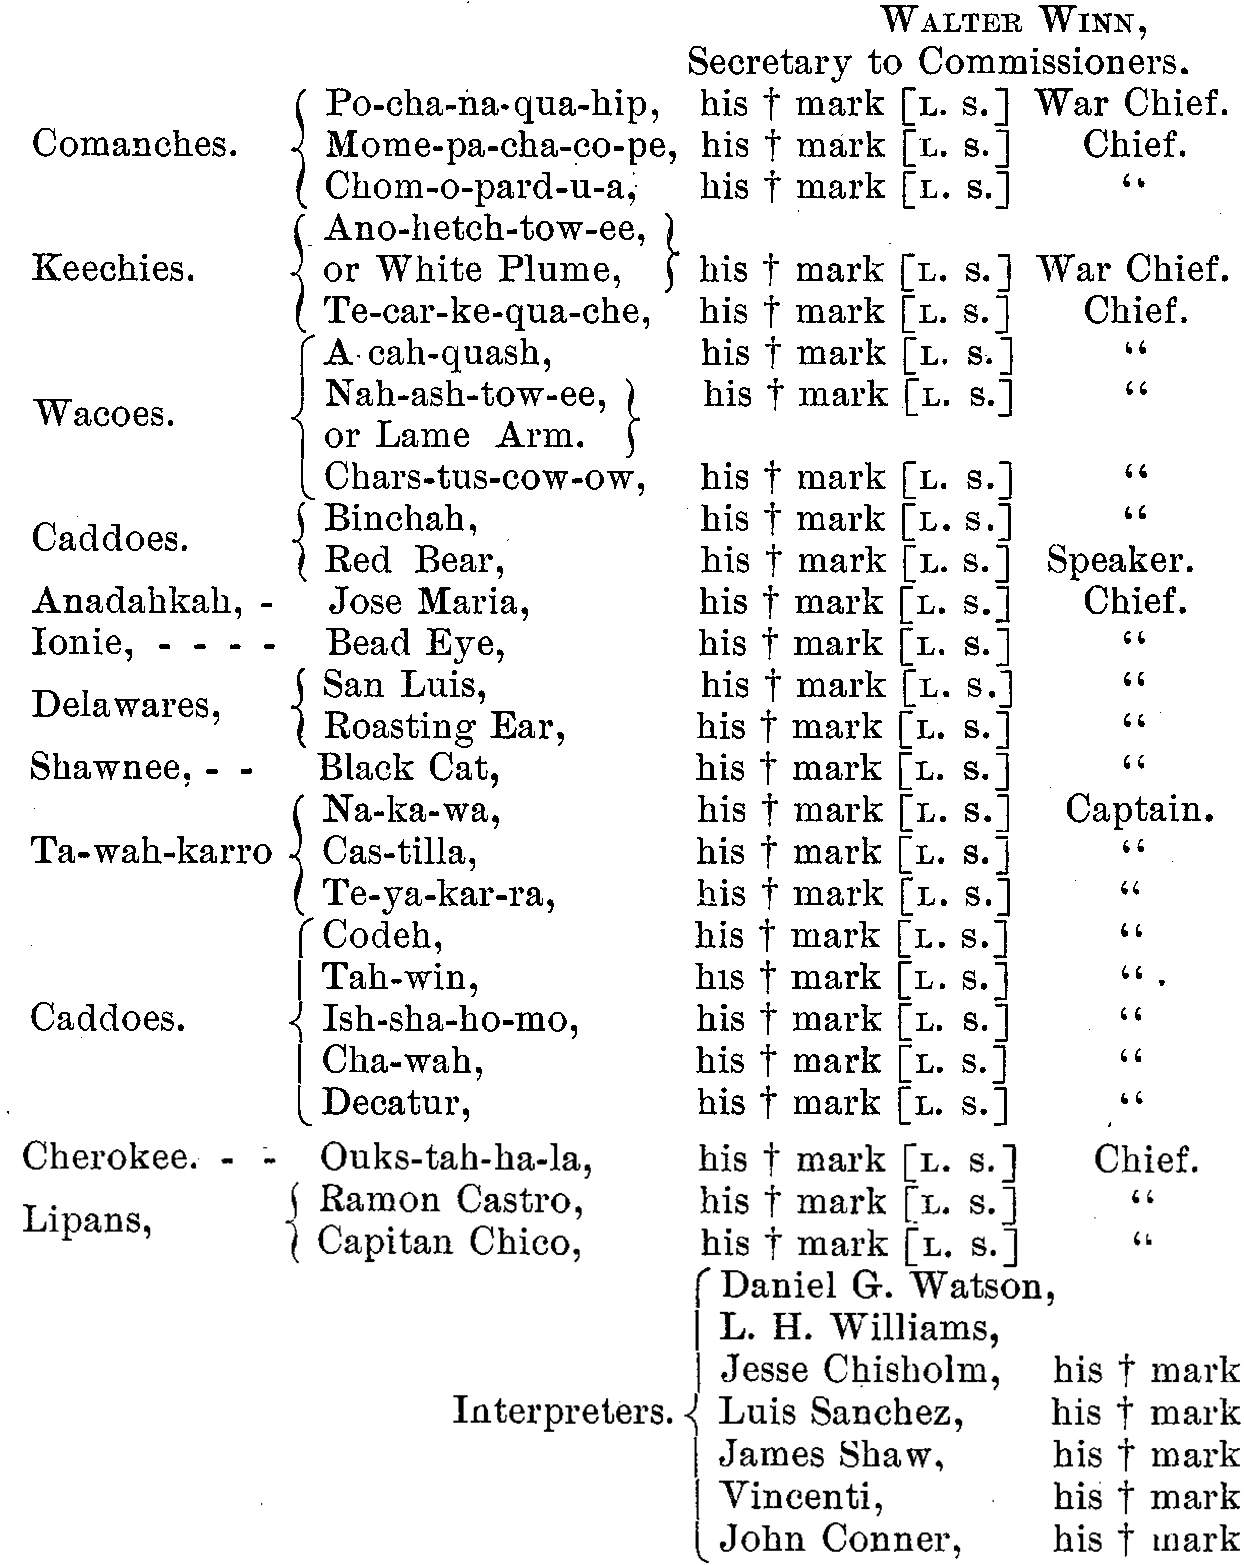 WALTER WINN,
Secretary to Commissioners.
Po-cha-na-qua-hip, his † mark [L. S.] War Chief.
Comanches. Mome-pa-cha-co-pe, his † mark [L. S.] Chief.
Chom-o-pard-u-a, his † mark [L. S.] “
Ano-hetch-tow-ee,
Keechies. or White Plume, his † mark [L. S.] War Chief.
Te-car-ke-qua-che, his † mark [L. S.] Chief.
A-cah-quash, his † mark [L. S.] “
Nah-ash-tow-ee, his † mark [L. S.] “
Wacoes.
or Lame Arm.
Chars-tus-cow-ow, his † mark [L. S.] “
Binchah, his † mark [L. S.] “
Caddoes.
Red Bear, his † mark [L. S.] Speaker.
Anadahkah, - Jose Maria, his † mark [L. S.] Chief.
Ionie, - - - - Bead Eye, his † mark [L. S.] “
San Luis, his † mark [L. S.] “
Delawares,
Roasting Ear, his † mark [L. S.] “
Shawnee, - - Black Cat, his † mark [L. S.] “
Na-ka-wa, his † mark [L. S.] Captain.
Ta-wah-karro Cas-tilla, his † mark [L. S.] “
Te-ya-kar-ra, his † mark [L. S.] “
Codeh, his † mark [L. S.] “
Tah-win, his † mark [L. S.] “
Caddoes. Ish-sha-ho-mo, his † mark [L. S.] “
Cha-wah, his † mark [L. S.] “
Decatur, his † mark [L. S.] “
Cherokee. - - Ouks-tah-ha-la, his † mark [L. S.] Chief.
Ramon Castro, his † mark [L. S.] “
Lipans,
Capitan Chico, his † mark [L. S.] “
Daniel G. Watson,
L. H. Williams,
Jesse Chisholm, his † mark
Interpreters. Luis Sanchez, his † mark
James Shaw, his † mark
Vincenti, his † mark
John Conner, his † mark